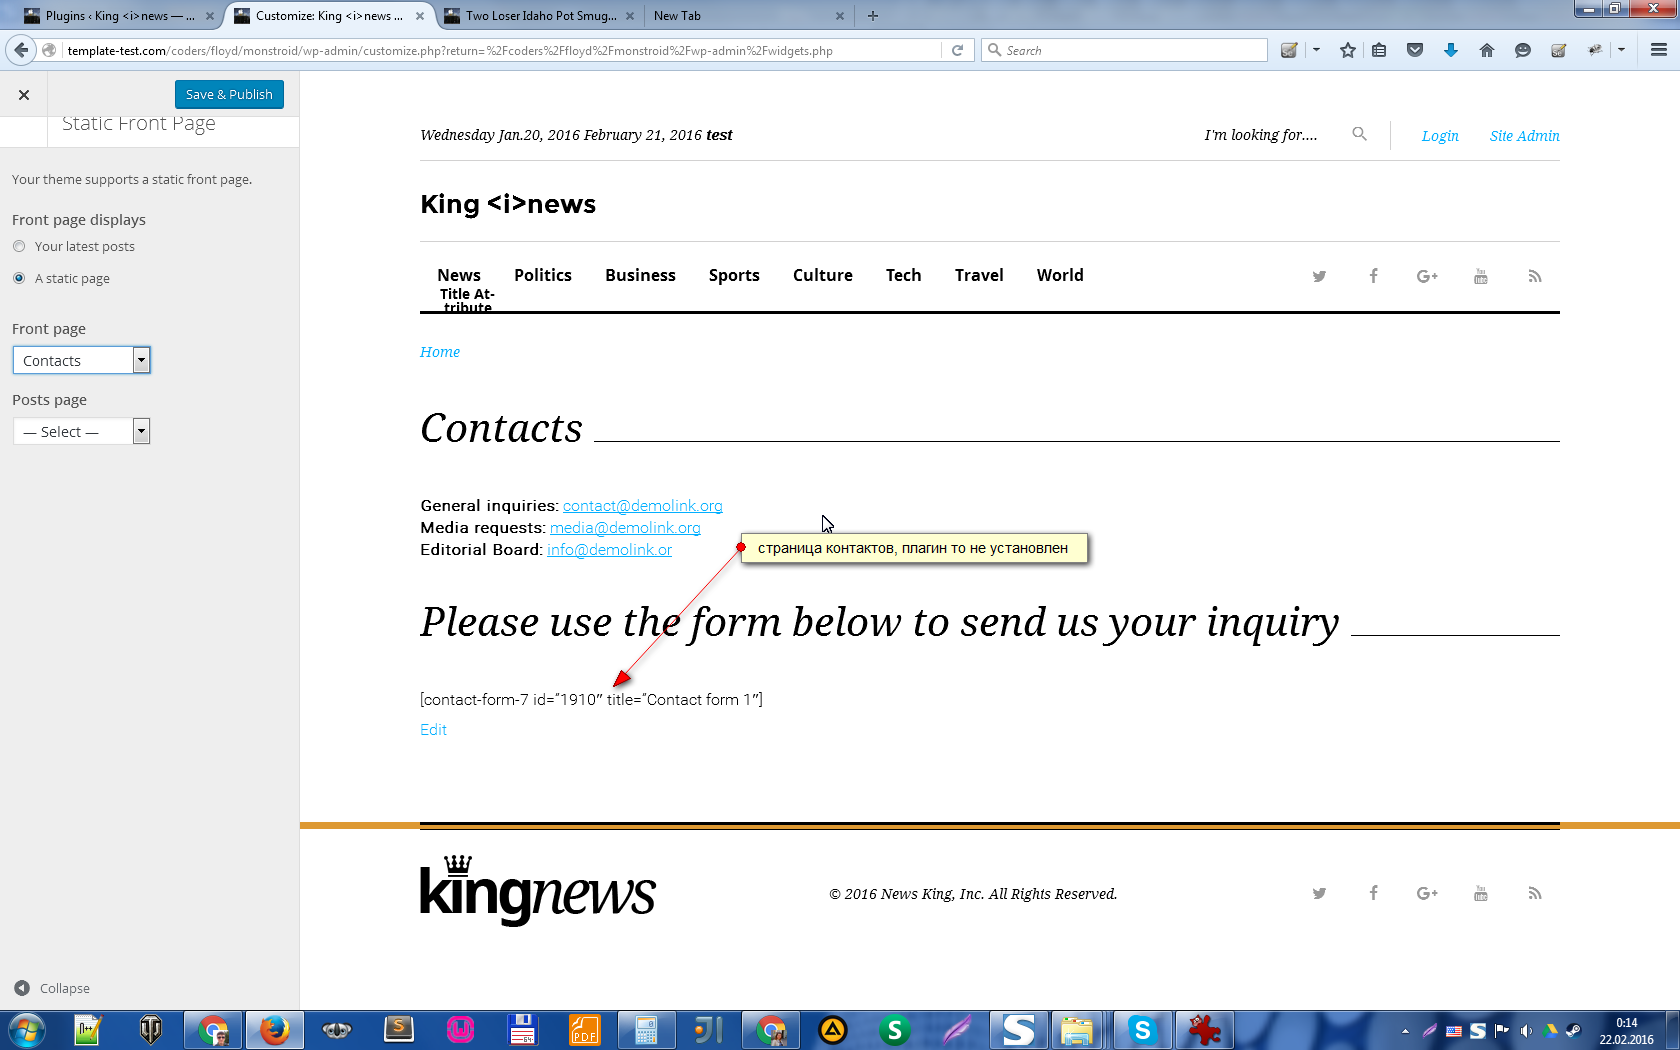 Plugins ‹ King <i>news — ...
Customize: King <i>news ...
Two Loser Idaho Pot Smug...
New Tab
template-test.com/coders/floyd/monstroid/wp-admin/customize.php?return=%2Fcoders%2Ffloyd%2Fmonstroid%2Fwp-admin%2Fwidgets.php
Search
Save & Publish
Static Front Page
Your theme supports a static front page.
Front page displays
Your latest posts
A static page
Front page
Contacts
Posts page
— Select —
Collapse
Wednesday Jan.20, 2016 February 21, 2016 test
I'm looking for....
Login
Site Admin
King <i>news
News
Politics
Business
Sports
Culture
Tech
Travel
World
Title At-
tribute
Home
Contacts
General inquiries: contact@demolink.org
Media requests: media@demolink.org
Editorial Board: info@demolink.or
страница контактов, плагин то не установлен
Please use the form below to send us your inquiry
[contact-form-7 id=“1910″ title=“Contact form 1″]
Edit
kingnews
© 2016 News King, Inc. All Rights Reserved.
0:14
22.02.2016